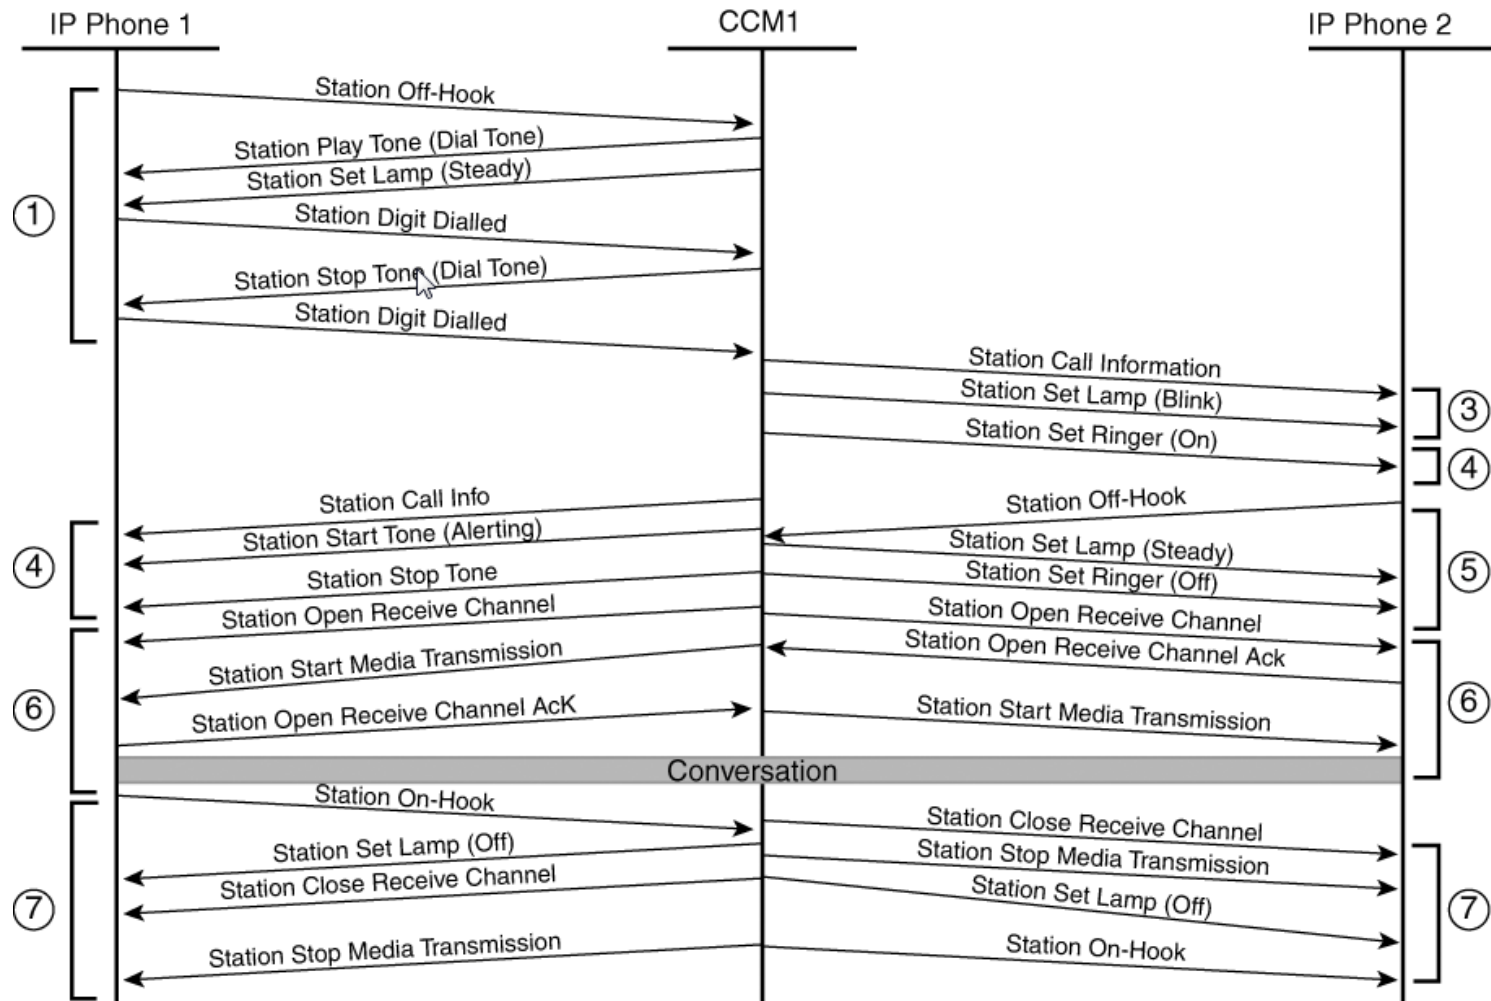 IP Phone 1
CCM1
IP Phone 2
Station Off-Hook
Station Play Tone (Dial Tone)
Station Set Lamp (Steady)
1
Station Digit Dialled
Station Stop Tone (Dial Tone)
Station Digit Dialled
Station Call Information
Station Set Lamp (Blink)
3
Station Set Ringer (On)
4
Station Call Info
Station Off-Hook
Station Start Tone (Alerting)
Station Set Lamp (Steady)
4
5
Station Stop Tone
Station Set Ringer (Off)
Station Open Receive Channel
Station Open Receive Channel
Station Start Media Transmission
Station Open Receive Channel Ack
6
6
Station Open Receive Channel AcK
Station Start Media Transmission
Conversation
Station On-Hook
Station Close Receive Channel
Station Set Lamp (Off)
Station Stop Media Transmission
Station Close Receive Channel
Station Set Lamp (Off)
7
7
Station Stop Media Transmission
Station On-Hook